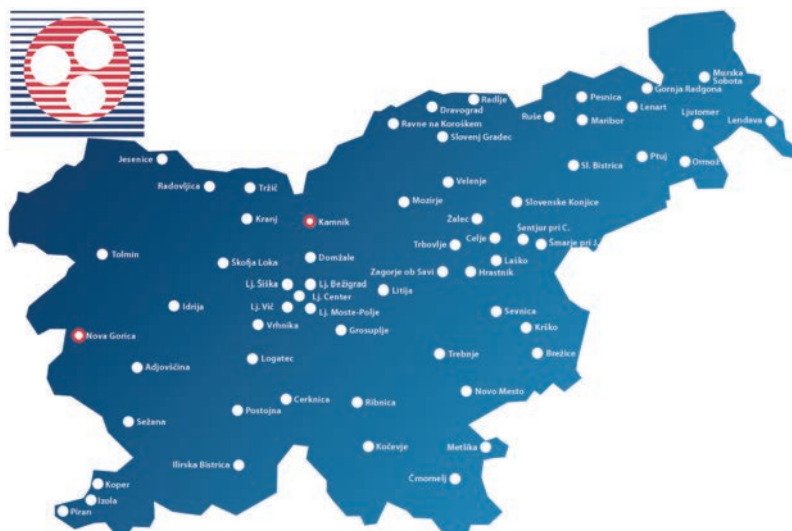 Murska
Sobota
Gornja Radgona
Radlje
Pesnica
Dravograd
Lenart
Ruše
Maribor
Ljutomer
Lendava
Ravne na Koroškem
Slovenj Gradec
Jesenice
Ptuj
Ormož
Sl. Bistrica
Radovljica
Tržič
Velenje
Mozirje
Slovenske Konjice
Kranj
Kamnik
Žalec
Šentjur pri C.
Celje
Trbovlje
Šmarje pri J.
Tolmin
Škofja Loka
Domžale
Laško
Zagorje ob Savi
Hrastnik
Lj. Šiška
Lj. Bežigrad
Litija
Lj. Center
Idrija
Lj. Vič
Lj. Moste-Polje
Sevnica
Vrhnika
Grosuplje
Krško
Nova Gorica
Logatec
Trebnje
Brežice
Adjovščina
Novo Mesto
Cerknica
Ribnica
Postojna
Sežana
Kočevje
Metlika
Ilirska Bistrica
Črnomelj
Koper
Izola
Piran